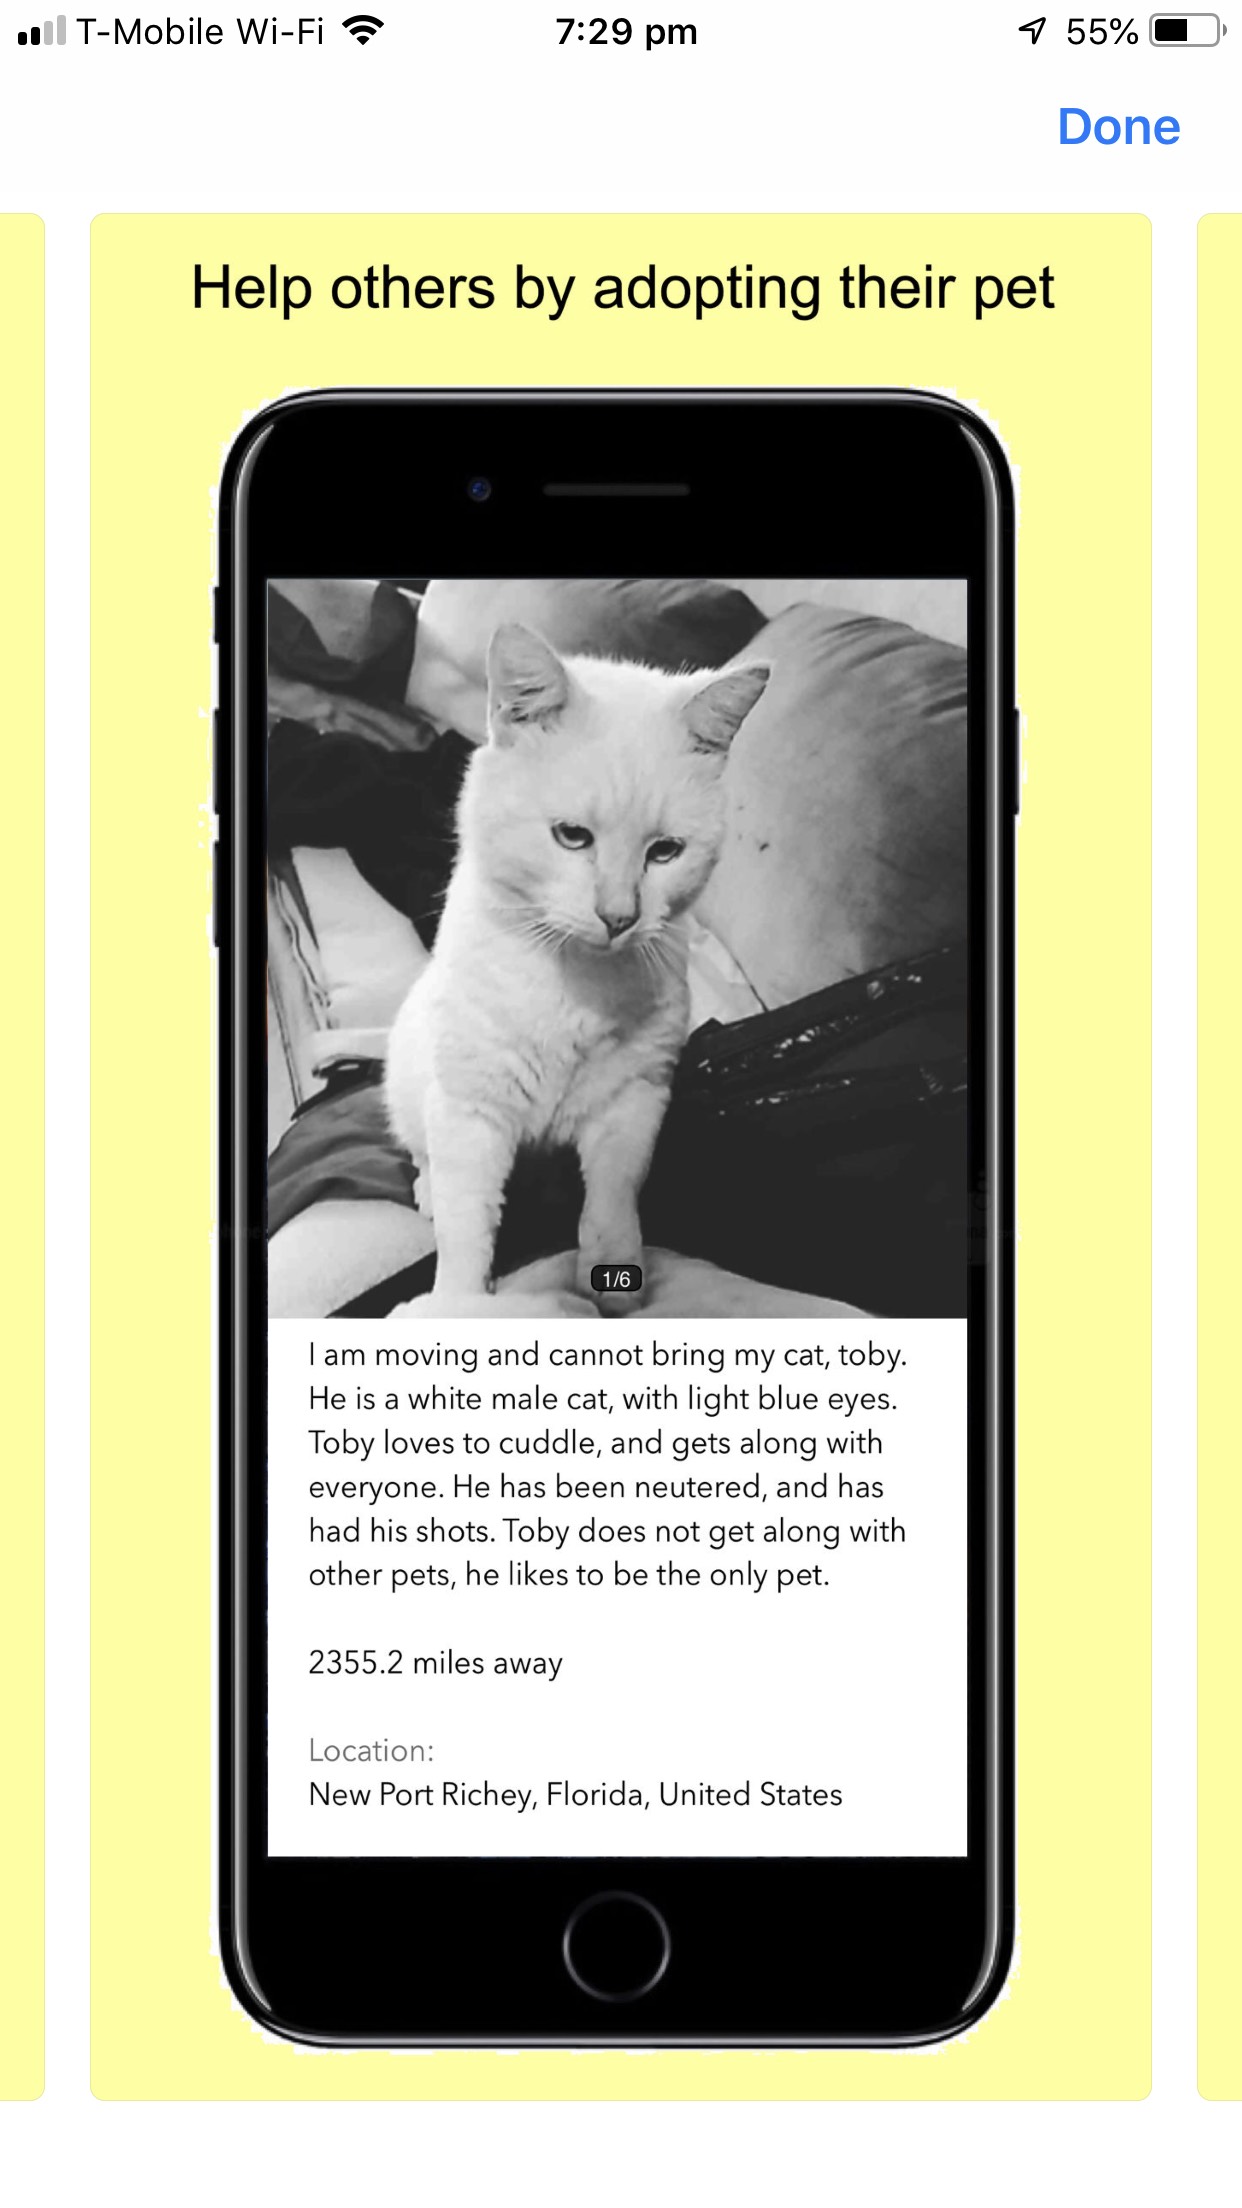 T-Mobile Wi-Fi 7:29 pm 55%
Done
Help others by adopting their pet
1/6
I am moving and cannot bring my cat, toby.
He is a white male cat, with light blue eyes.
Toby loves to cuddle, and gets along with
everyone. He has been neutered, and has
had his shots. Toby does not get along with
other pets, he likes to be the only pet.
2355.2 miles away
Location:
New Port Richey, Florida, United States